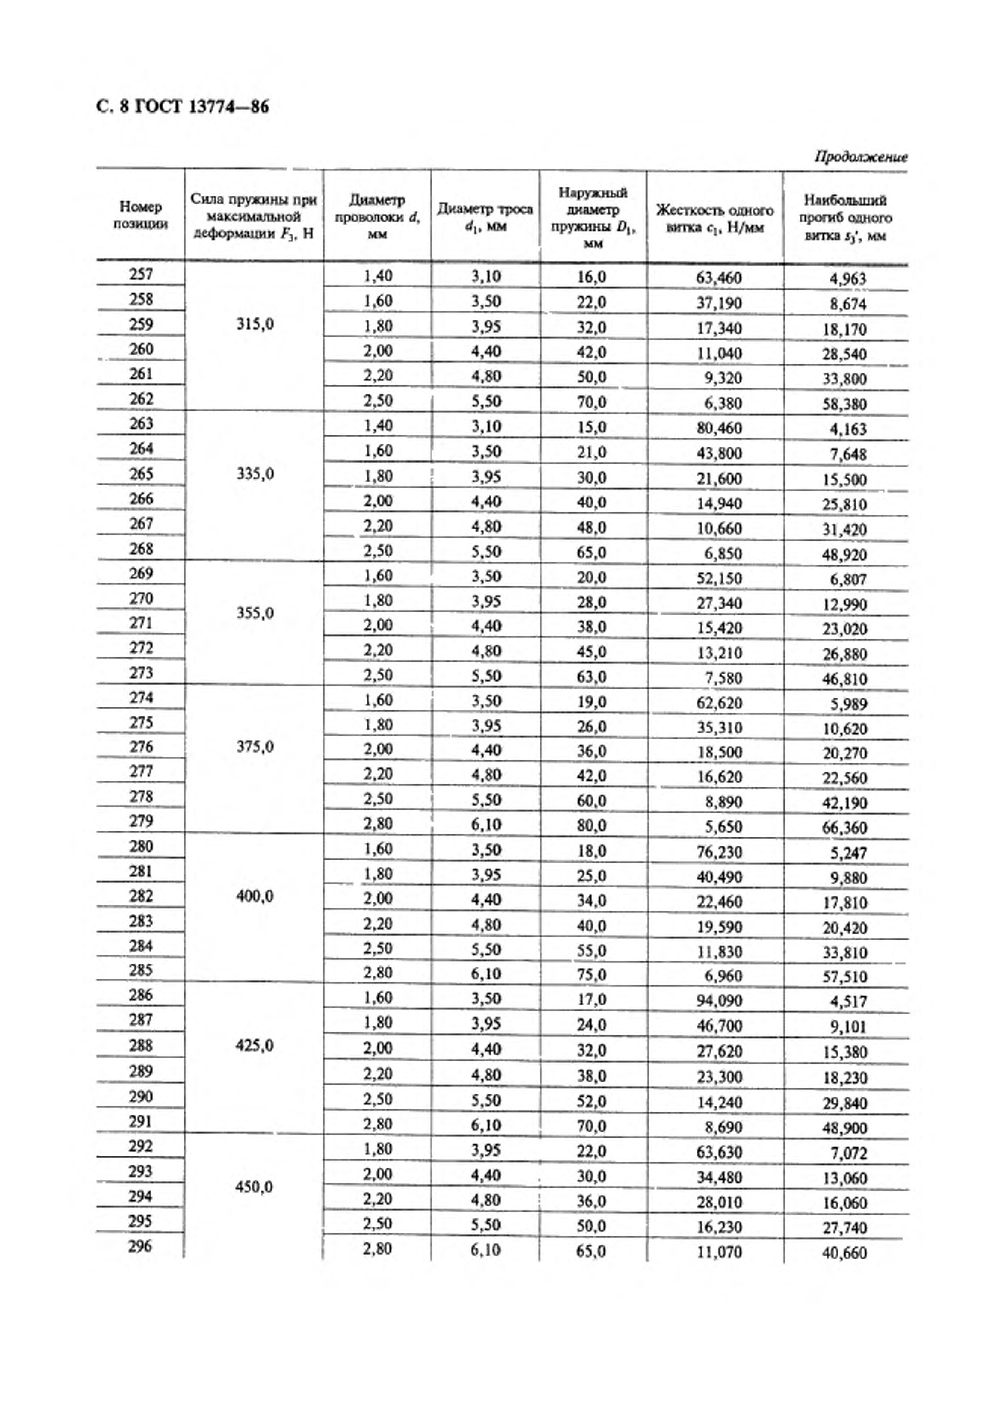 С. 8 ГОСТ 13774—86
Продолжение
Номер позиции Сила пружины при максимальной деформации F3, Н Диаметр проволоки d, мм Диаметр троса d1, мм Наружный диаметр пружины D1, мм Жесткость одного витка c1, Н/мм Наибольший прогиб одного витка s3', мм
257 1,40 3,10 16,0 63,460 4,963
258 1,60 3,50 22,0 37,190 8,674
259 315,0 1,80 3,95 32,0 17,340 18,170
260 2,00 4,40 42,0 11,040 28,540
261 2,20 4,80 50,0 9,320 33,800
262 2,50 5,50 70,0 6,380 58,380
263 1,40 3,10 15,0 80,460 4,163
264 1,60 3,50 21,0 43,800 7,648
265 335,0 1,80 3,95 30,0 21,600 15,500
266 2,00 4,40 40,0 14,940 25,810
267 2,20 4,80 48,0 10,660 31,420
268 2,50 5,50 65,0 6,850 48,920
269 1,60 3,50 20,0 52,150 6,807
270 355,0 1,80 3,95 28,0 27,340 12,990
271 2,00 4,40 38,0 15,420 23,020
272 2,20 4,80 45,0 13,210 26,880
273 2,50 5,50 63,0 7,580 46,810
274 1,60 3,50 19,0 62,620 5,989
275 1,80 3,95 26,0 35,310 10,620
276 375,0 2,00 4,40 36,0 18,500 20,270
277 2,20 4,80 42,0 16,620 22,560
278 2,50 5,50 60,0 8,890 42,190
279 2,80 6,10 80,0 5,650 66,360
280 1,60 3,50 18,0 76,230 5,247
281 1,80 3,95 25,0 40,490 9,880
282 400,0 2,00 4,40 34,0 22,460 17,810
283 2,20 4,80 40,0 19,590 20,420
284 2,50 5,50 55,0 11,830 33,810
285 2,80 6,10 75,0 6,960 57,510
286 1,60 3,50 17,0 94,090 4,517
287 1,80 3,95 24,0 46,700 9,101
288 425,0 2,00 4,40 32,0 27,620 15,380
289 2,20 4,80 38,0 23,300 18,230
290 2,50 5,50 52,0 14,240 29,840
291 2,80 6,10 70,0 8,690 48,900
292 1,80 3,95 22,0 63,630 7,072
293 2,00 4,40 30,0 34,480 13,060
294 450,0 2,20 4,80 36,0 28,010 16,060
295 2,50 5,50 50,0 16,230 27,740
296 2,80 6,10 65,0 11,070 40,660